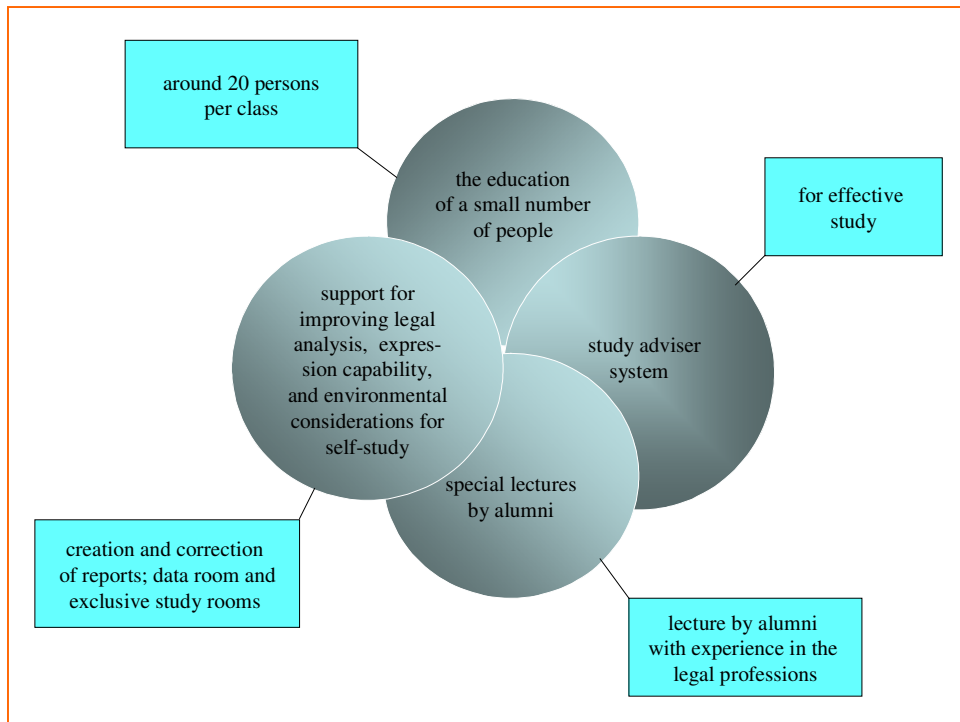 around 20 persons
per class
the education
of a small number
of people
for effective
study
support for
improving legal
analysis, expres-
sion capability,
and environmental
considerations for
self-study
study adviser
system
special lectures
by alumni
creation and correction
of reports; data room and
exclusive study rooms
lecture by alumni
with experience in the
legal professions